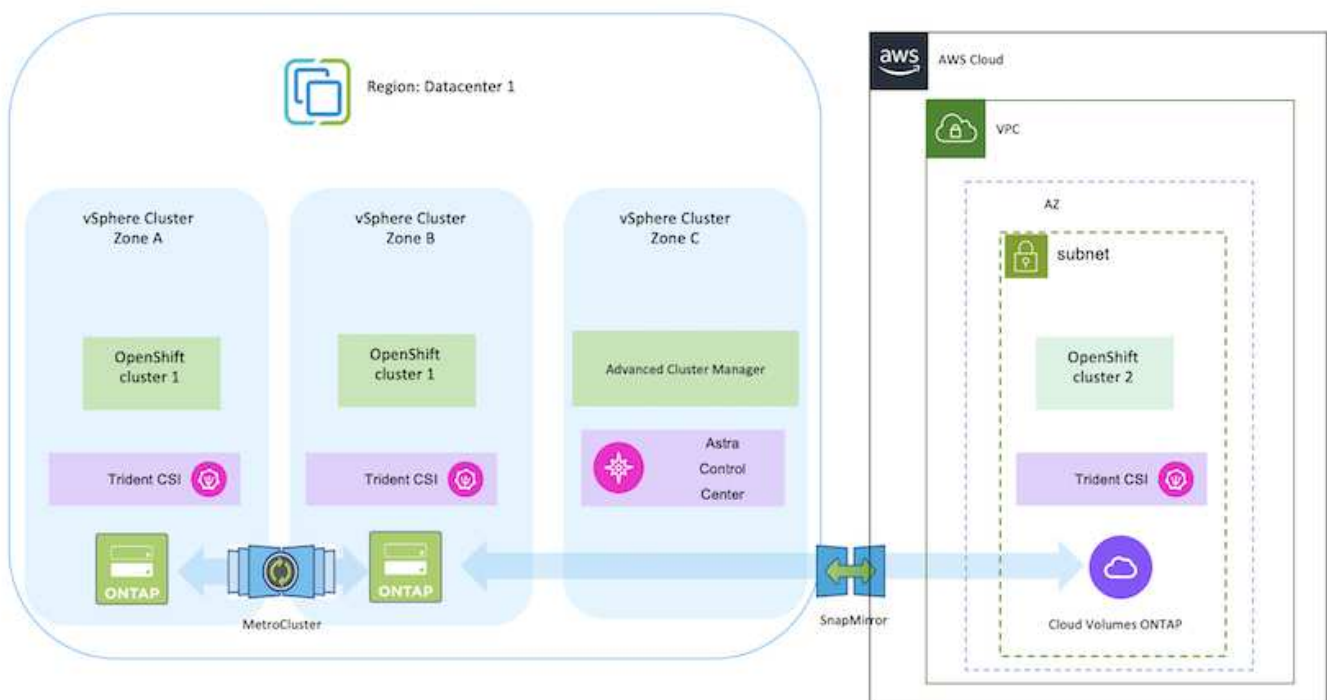 Region: Datacenter 1
aws
AWS Cloud
VPC
AZ
subnet
vSphere Cluster
Zone A
vSphere Cluster
Zone B
vSphere Cluster
Zone C
OpenShift
cluster 1
OpenShift
cluster 1
Advanced Cluster Manager
OpenShift
cluster 2
Trident CSI
Trident CSI
Astra
Control
Center
Trident CSI
ONTAP
ONTAP
MetroCluster
SnapMirror
Cloud Volumes ONTAP